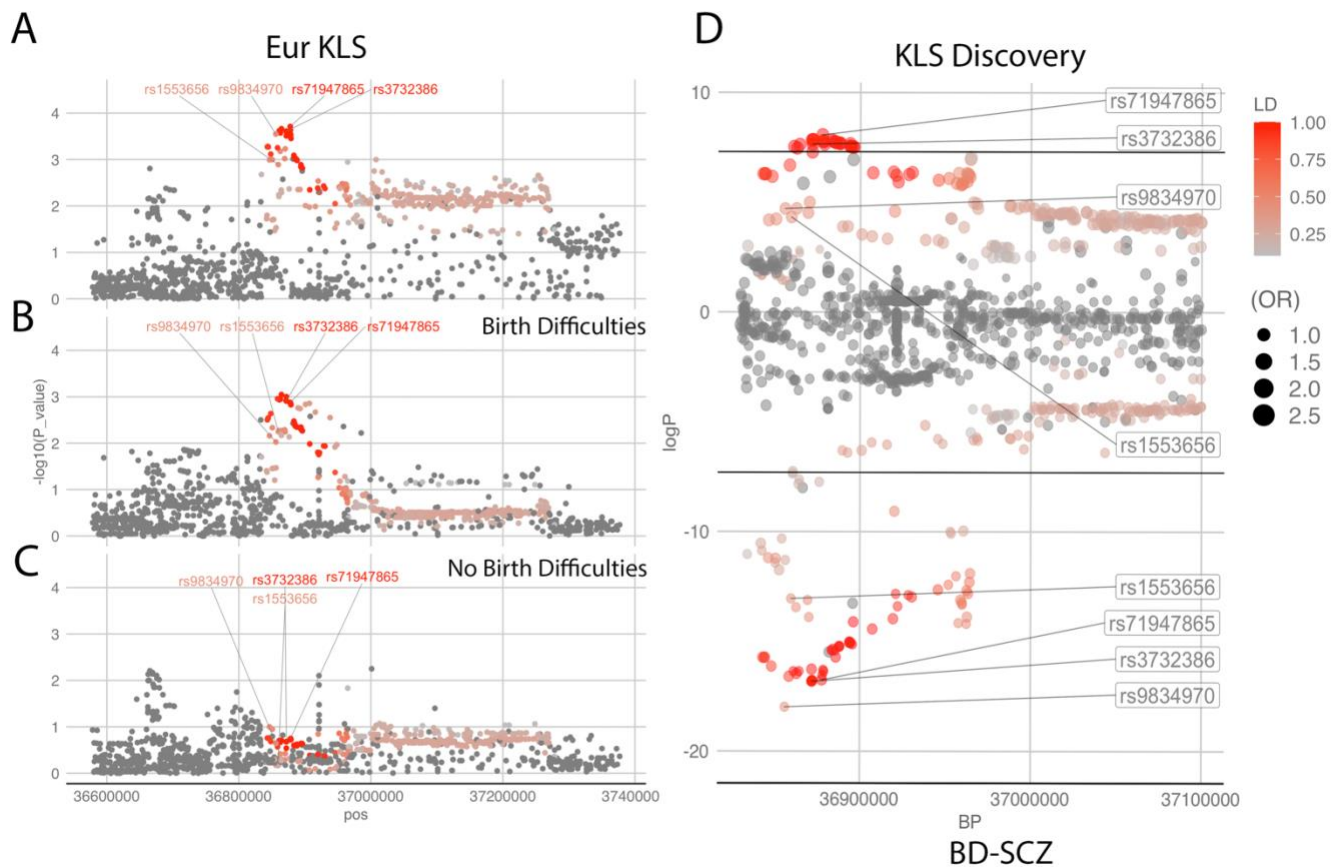 A
Eur KLS
rs1553656 rs9834970 rs71947865 rs3732386
4
3
2
1
0
B
Birth Difficulties
rs9834970 rs1553656 rs3732386 rs71947865
4
3
2
1
0
-log10(P_value)
C
No Birth Difficulties
rs9834970 rs3732386 rs71947865
rs1553656
4
3
2
1
0
36600000 36800000 37000000 37200000 3740000
pos
D
KLS Discovery
10
0
-10
-20
logP
rs71947865
rs3732386
rs9834970
rs1553656
rs1553656
rs71947865
rs3732386
rs9834970
36900000 37000000 37100000
BP
BD-SCZ
LD
1.00
0.75
0.50
0.25
(OR)
1.0
1.5
2.0
2.5